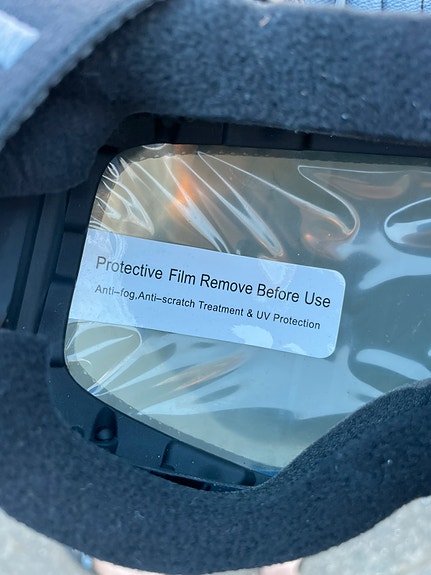 Protective Film Remove Before Use
Anti-fog,Anti-scratch Treatment & UV Protection